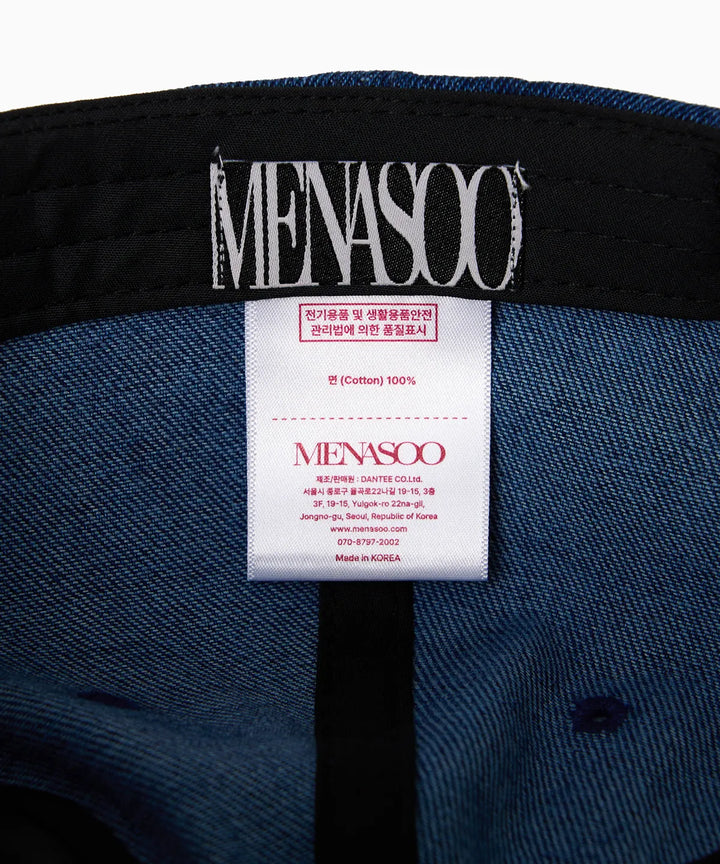 MENASOO
전기용품 및 생활용품안전
관리법에 의한 품질표시
면 (Cotton) 100%
MENASOO
제조/판매원 : DANTEE CO.Ltd.
서울시 종로구 율곡로22나길 19-15, 3층
3F, 19-15, Yulgok-ro 22na-gil,
Jongno-gu, Seoul, Republic of Korea
www.menasoo.com
070-8797-2002
Made in KOREA